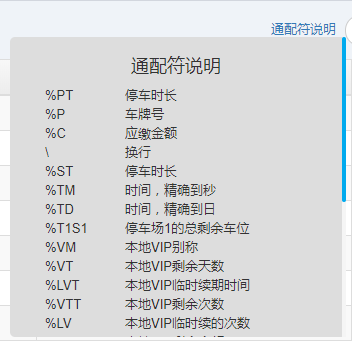 通配符说明
通配符说明
%PT 停车时长
%P 车牌号
%C 应缴金额
\ 换行
%ST 停车时长
%TM 时间，精确到秒
%TD 时间，精确到日
%T1S1 停车场1的总剩余车位
%VM 本地VIP别称
%VT 本地VIP剩余天数
%LVT 本地VIP临时续期时间
%VTT 本地VIP剩余次数
%LV 本地VIP临时续的次数